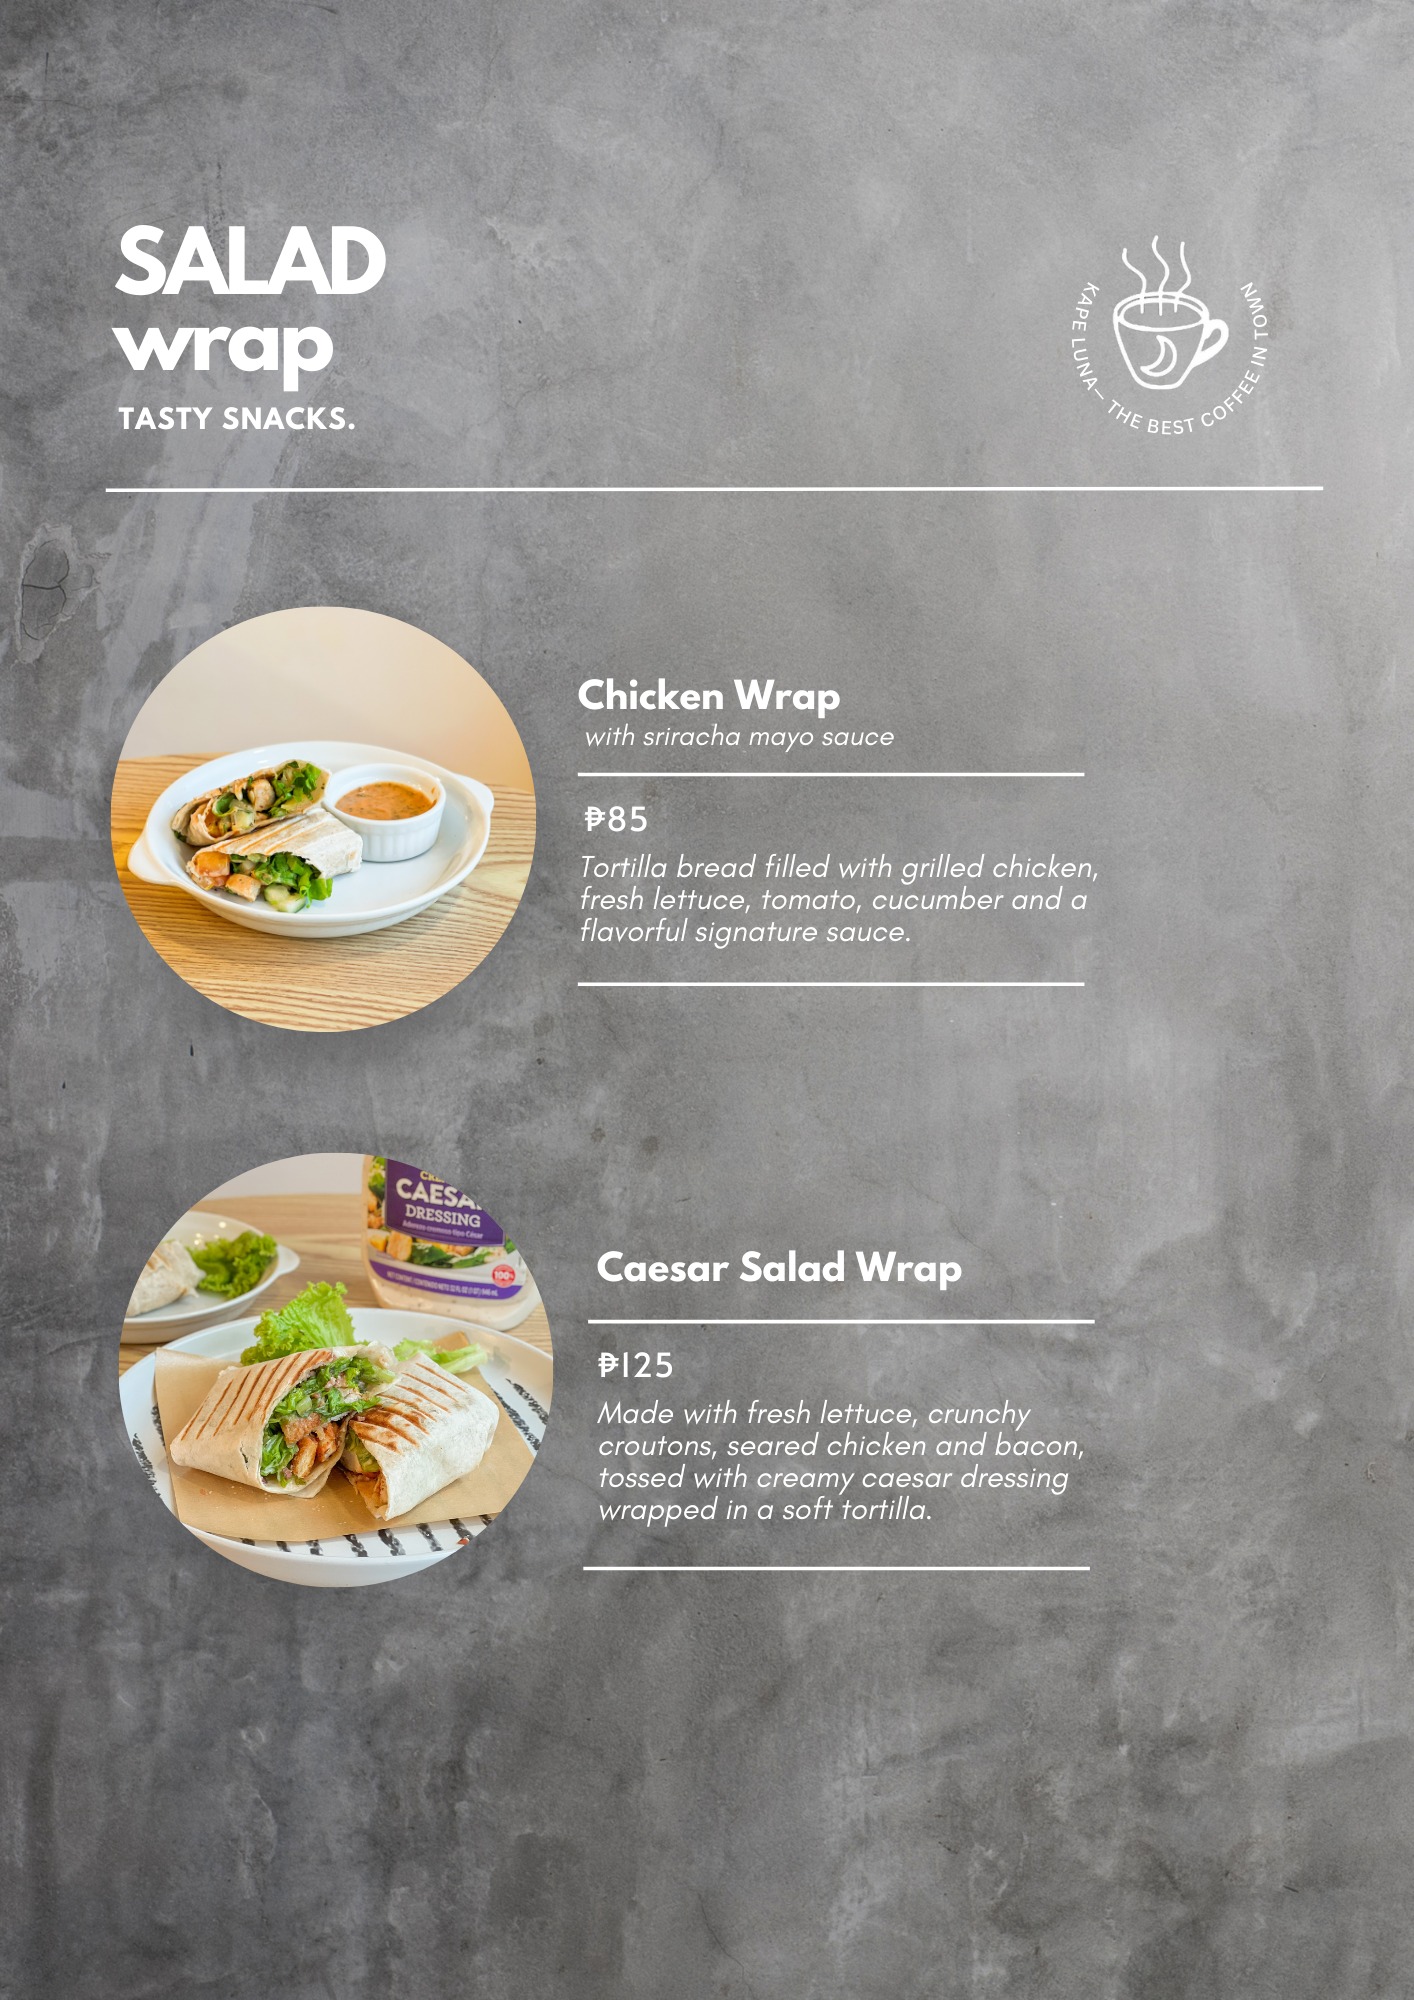 SALAD
wrap
TASTY SNACKS.
KAPE LUNA— THE BEST COFFEE IN TOWN
Chicken Wrap
with sriracha mayo sauce
₱85
Tortilla bread filled with grilled chicken,
fresh lettuce, tomato, cucumber and a
flavorful signature sauce.
CAESA
DRESSING
100%
Caesar Salad Wrap
₱125
Made with fresh lettuce, crunchy
croutons, seared chicken and bacon,
tossed with creamy caesar dressing
wrapped in a soft tortilla.